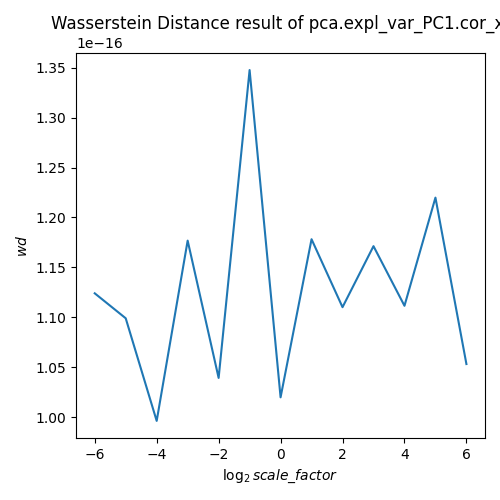 Wasserstein Distance result of pca.expl_var_PC1.cor_x
1e−16
1.35
1.30
1.25
1.20
1.15
1.10
1.05
1.00
wd
−6 −4 −2 0 2 4 6
log₂ scale_factor